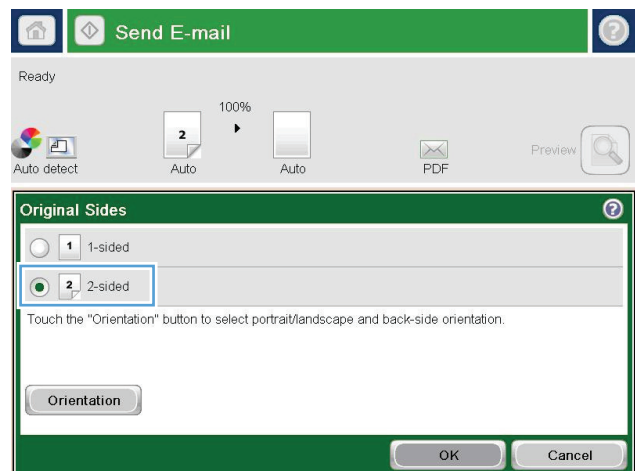 Send E-mail
?
Ready
100%
2
Auto detect
Auto
Auto
PDF
Preview
Original Sides
?
1 1-sided
2 2-sided
Touch the "Orientation" button to select portrait/landscape and back-side orientation.
Orientation
OK Cancel